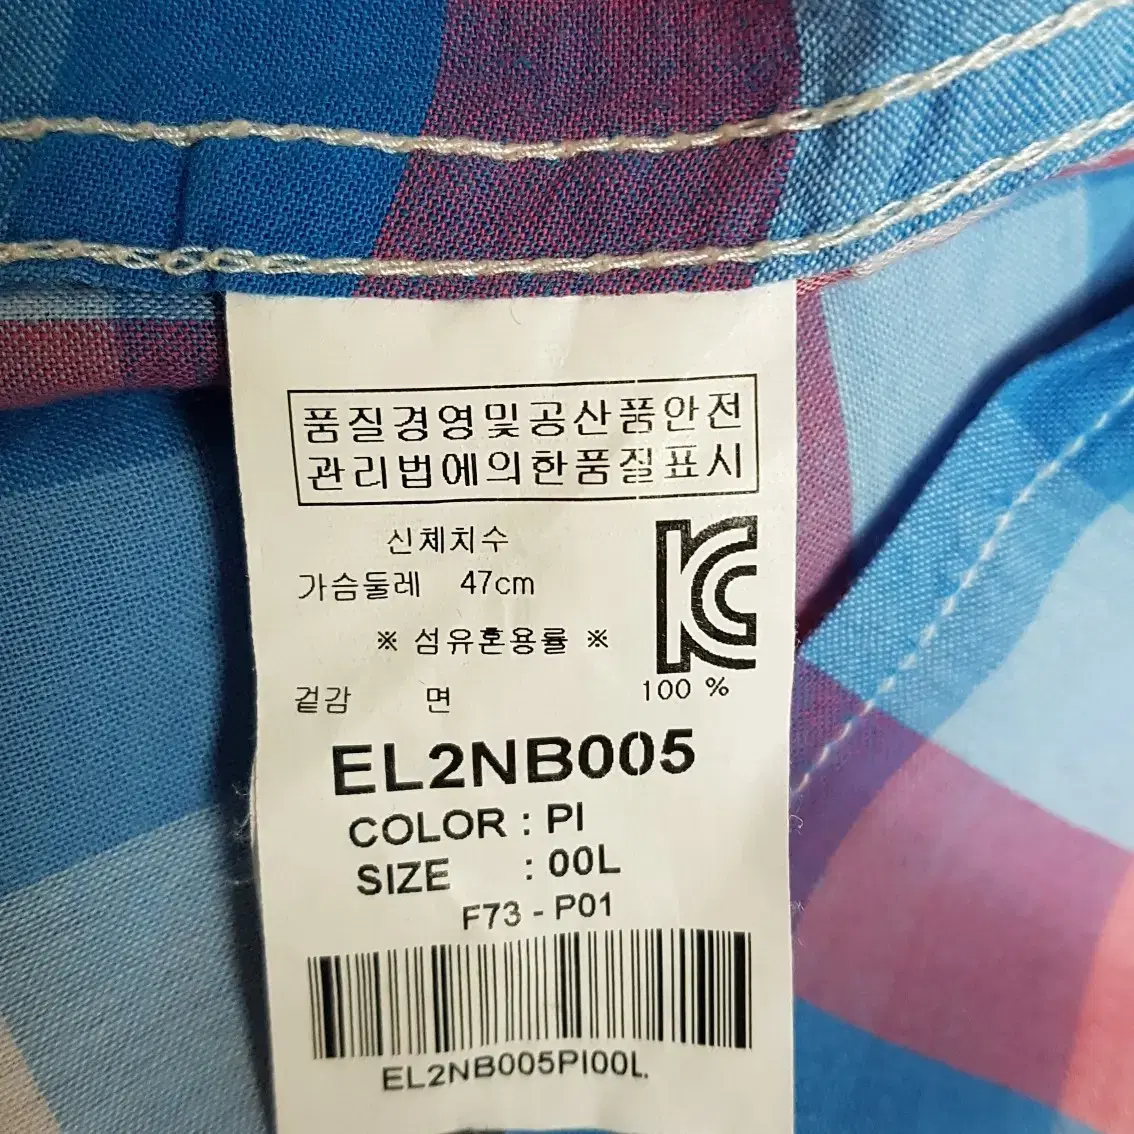 품질경영및공산품안전
관리법에의한품질표시
신체치수
가슴둘레 47cm
※ 섬유혼용률 ※
겉감 면 100 %
EL2NB005
COLOR : PI
SIZE : 00L
F73 - P01
EL2NB005PI00L